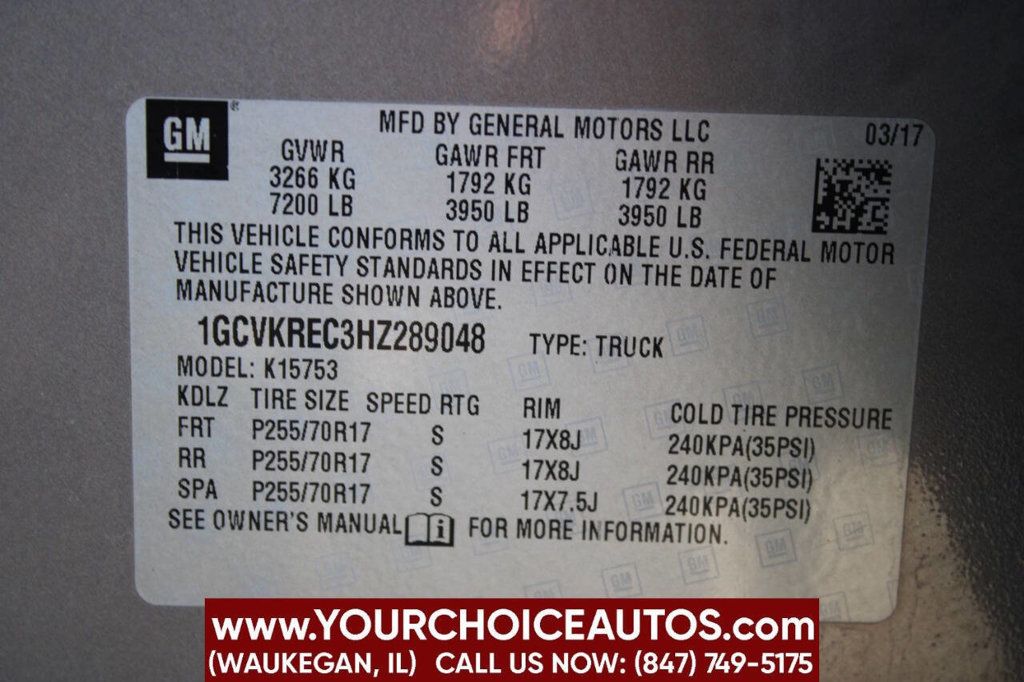 GM
MFD BY GENERAL MOTORS LLC 03/17
GVWR GAWR FRT GAWR RR
3266 KG 1792 KG 1792 KG
7200 LB 3950 LB 3950 LB
THIS VEHICLE CONFORMS TO ALL APPLICABLE U.S. FEDERAL MOTOR
VEHICLE SAFETY STANDARDS IN EFFECT ON THE DATE OF
MANUFACTURE SHOWN ABOVE.
1GCVKREC3HZ289048 TYPE: TRUCK
MODEL: K15753
KDLZ TIRE SIZE SPEED RTG RIM COLD TIRE PRESSURE
FRT P255/70R17 S 17X8J 240KPA(35PSI)
RR P255/70R17 S 17X8J 240KPA(35PSI)
SPA P255/70R17 S 17X7.5J 240KPA(35PSI)
SEE OWNER'S MANUAL i FOR MORE INFORMATION.
www.YOURCHOICEAUTOS.com
(WAUKEGAN, IL) CALL US NOW: (847) 749-5175